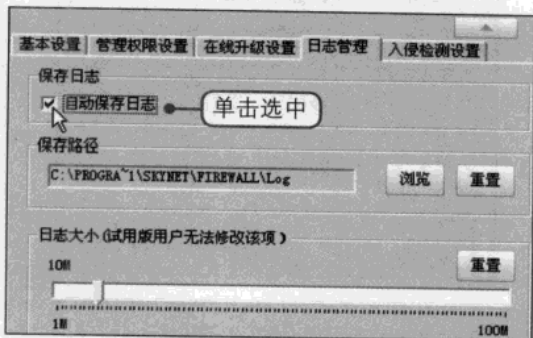 基本设置 管理权限设置 在线升级设置 日志管理 入侵检测设置
保存日志
自动保存日志 单击选中
保存路径
C:\PROGRA~1\SKYNET\FIREWALL\Log 浏览 重置
日志大小(试用版用户无法修改该项)
10M 重置
1M 100M